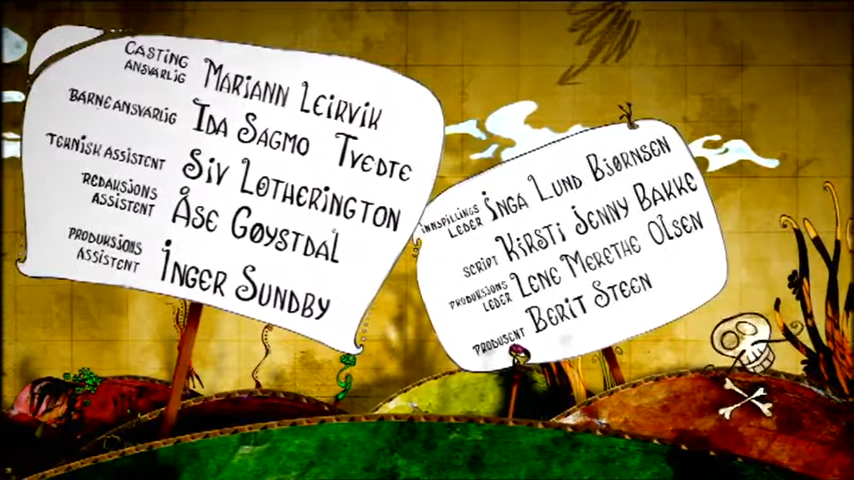 CASTING
ANSVARLIG MARIANN LEIRVIK
BARNEANSVARLIG IDA SAGMO TVEDTE
TEKNISK ASSISTENT SIV LOTHERINGTON
REDAKSJONS
ASSISTENT ÅSE GØYSTDAL
PRODUKSJONS
ASSISTENT INGER SUNDBY
INNSPILLINGS
LEDER INGA LUND BJØRNSEN
SCRIPT KIRSTI JENNY BAKKE
PRODUKSJONS
LEDER LENE MERETHE OLSEN
PRODUSENT BERIT STEEN